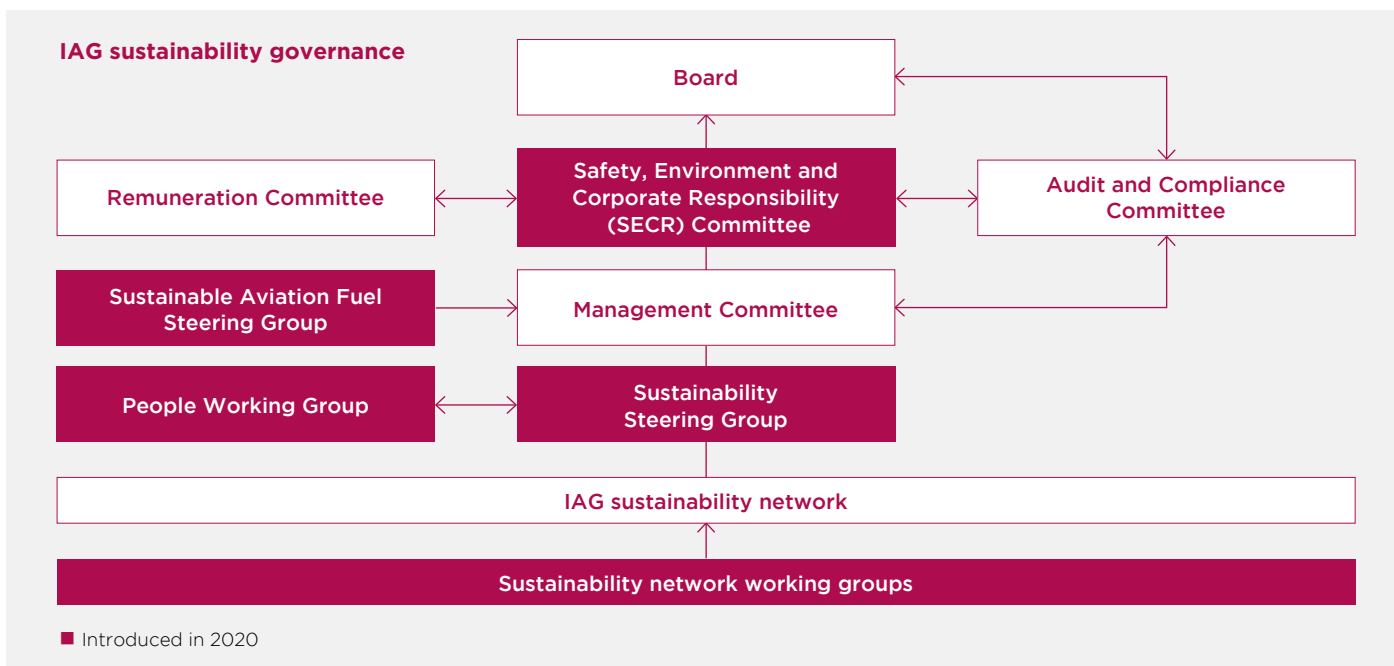 IAG sustainability governance
Board
Remuneration Committee
Safety, Environment and
Corporate Responsibility
(SECR) Committee
Audit and Compliance
Committee
Sustainable Aviation Fuel
Steering Group
Management Committee
People Working Group
Sustainability
Steering Group
IAG sustainability network
Sustainability network working groups
Introduced in 2020